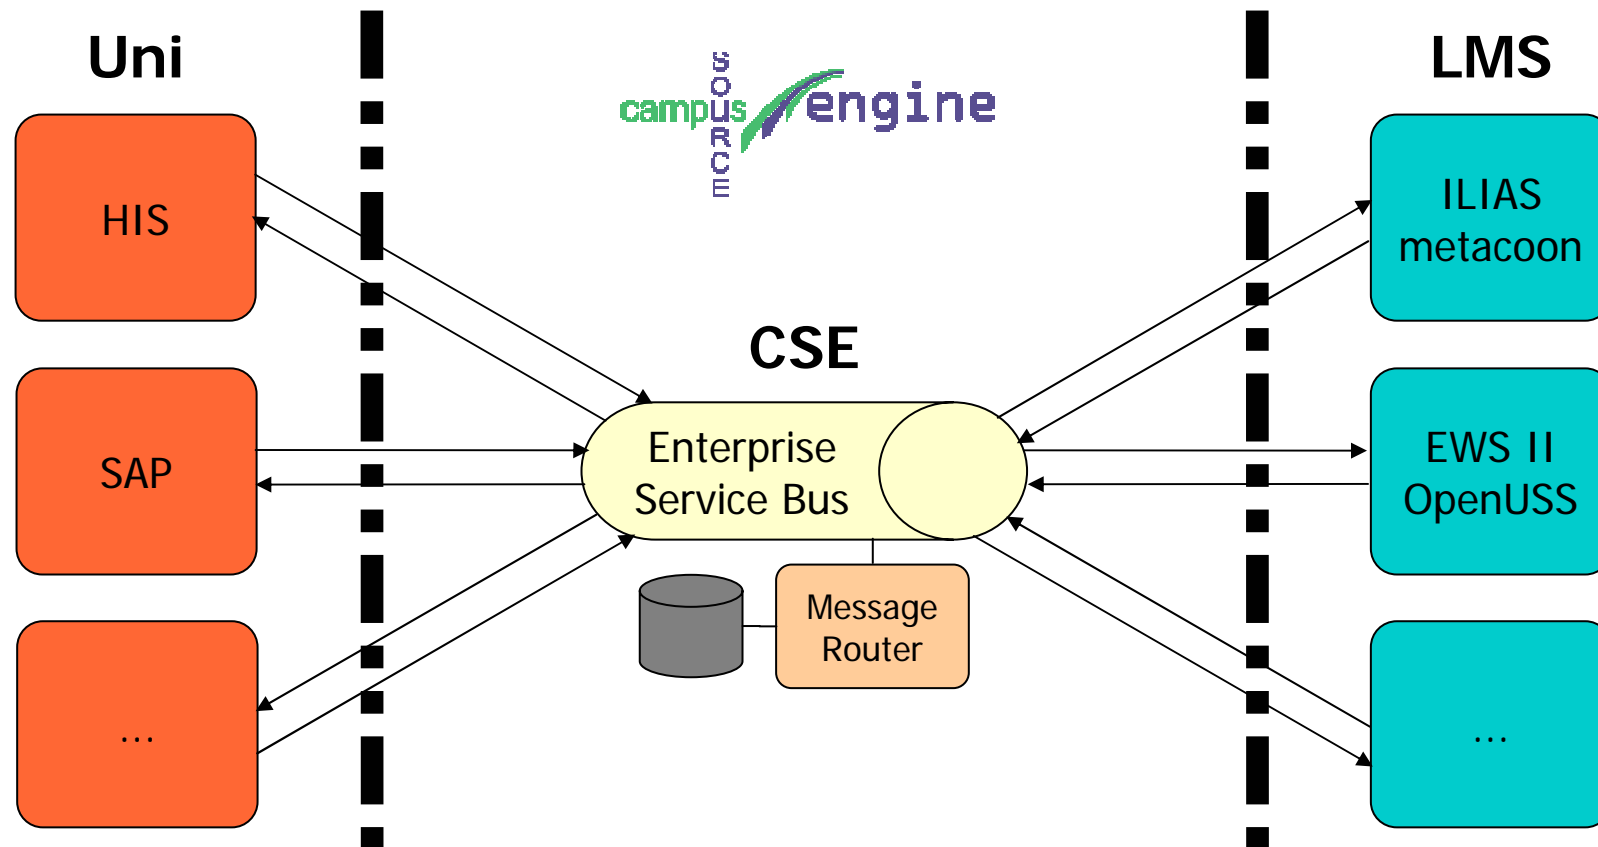 Uni
LMS
campus
SOURCE
engine
HIS
ILIAS
metacoon
CSE
SAP
Enterprise
Service Bus
EWS II
OpenUSS
Message
Router
...
...